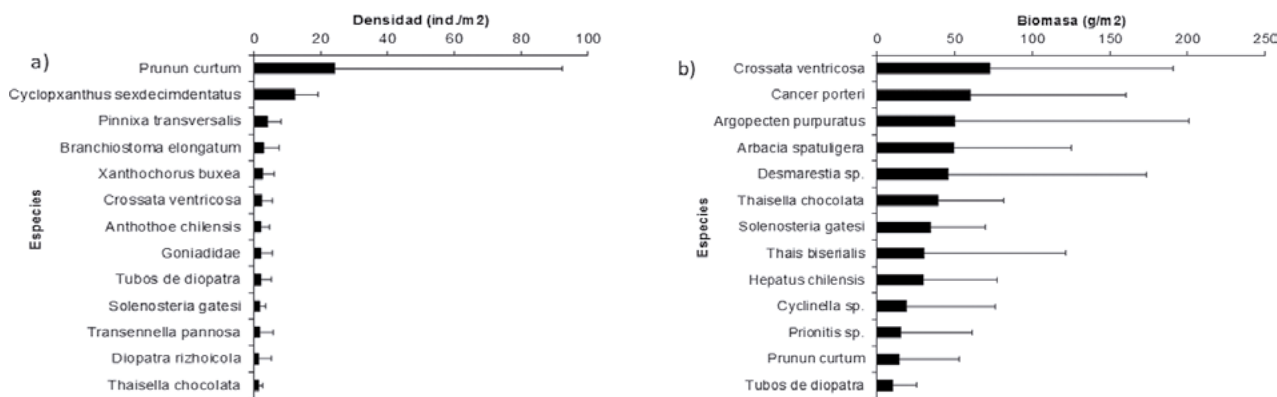 Densidad (ind./m2)
0 20 40 60 80 100
a)
Especies
Prunun curtum
Cyclopxanthus sexdecimdentatus
Pinnixa transversalis
Branchiostoma elongatum
Xanthochorus buxea
Crossata ventricosa
Anthothoe chilensis
Goniadidae
Tubos de diopatra
Solenosteria gatesi
Transennella pannosa
Diopatra rizhoicola
Thaisella chocolata
Biomasa (g/m2)
0 50 100 150 200 250
b)
Especies
Crossata ventricosa
Cancer porteri
Argopecten purpuratus
Arbacia spatuligera
Desmarestia sp.
Thaisella chocolata
Solenosteria gatesi
Thais biserialis
Hepatus chilensis
Cyclinella sp.
Prionitis sp.
Prunun curtum
Tubos de diopatra